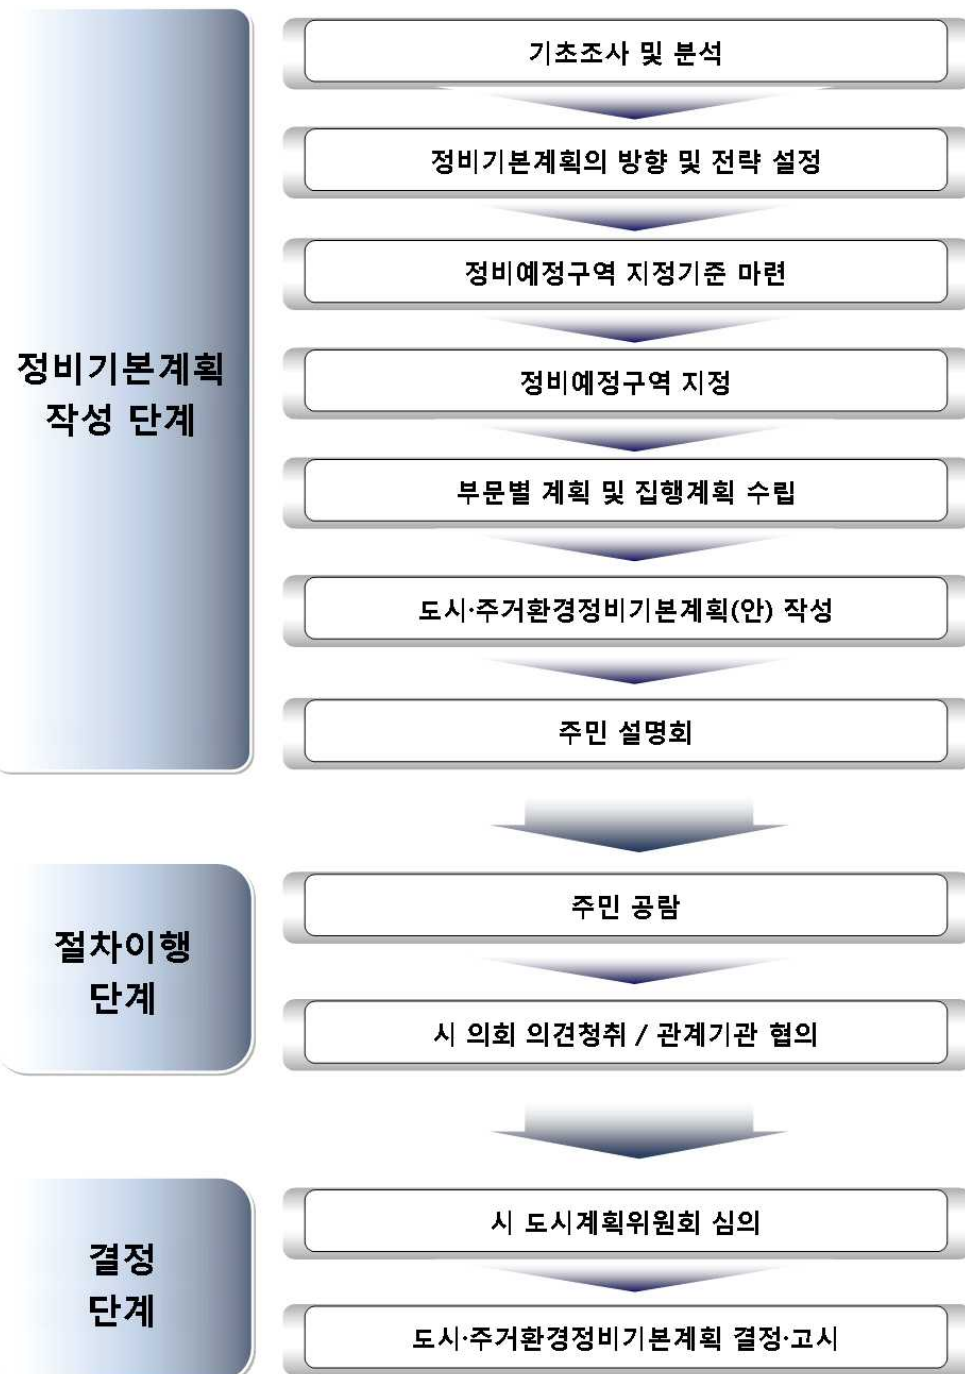 기초조사 및 분석
정비기본계획의 방향 및 전략 설정
정비예정구역 지정기준 마련
정비기본계획
작성 단계
정비예정구역 지정
부문별 계획 및 집행계획 수립
도시·주거환경정비기본계획(안) 작성
주민 설명회
절차이행
단계
주민 공람
시 의회 의견청취 / 관계기관 협의
결정
단계
시 도시계획위원회 심의
도시·주거환경정비기본계획 결정·고시